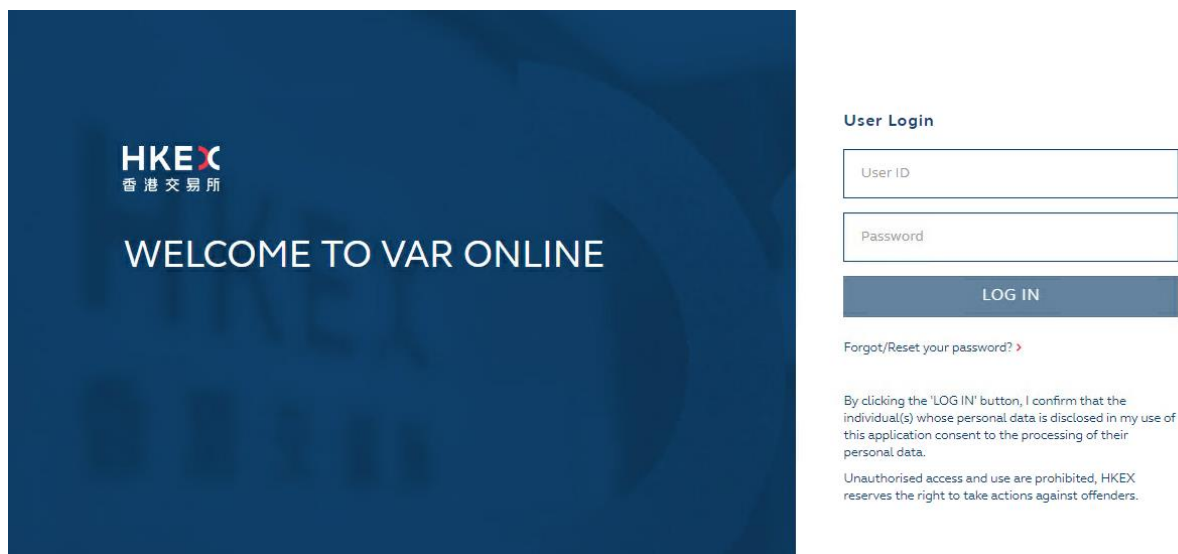 HKEX
香港交易所
WELCOME TO VAR ONLINE
User Login
User ID
Password
LOG IN
Forgot/Reset your password? >
By clicking the 'LOG IN' button, I confirm that the
individual(s) whose personal data is disclosed in my use of
this application consent to the processing of their
personal data.
Unauthorised access and use are prohibited, HKEX
reserves the right to take actions against offenders.